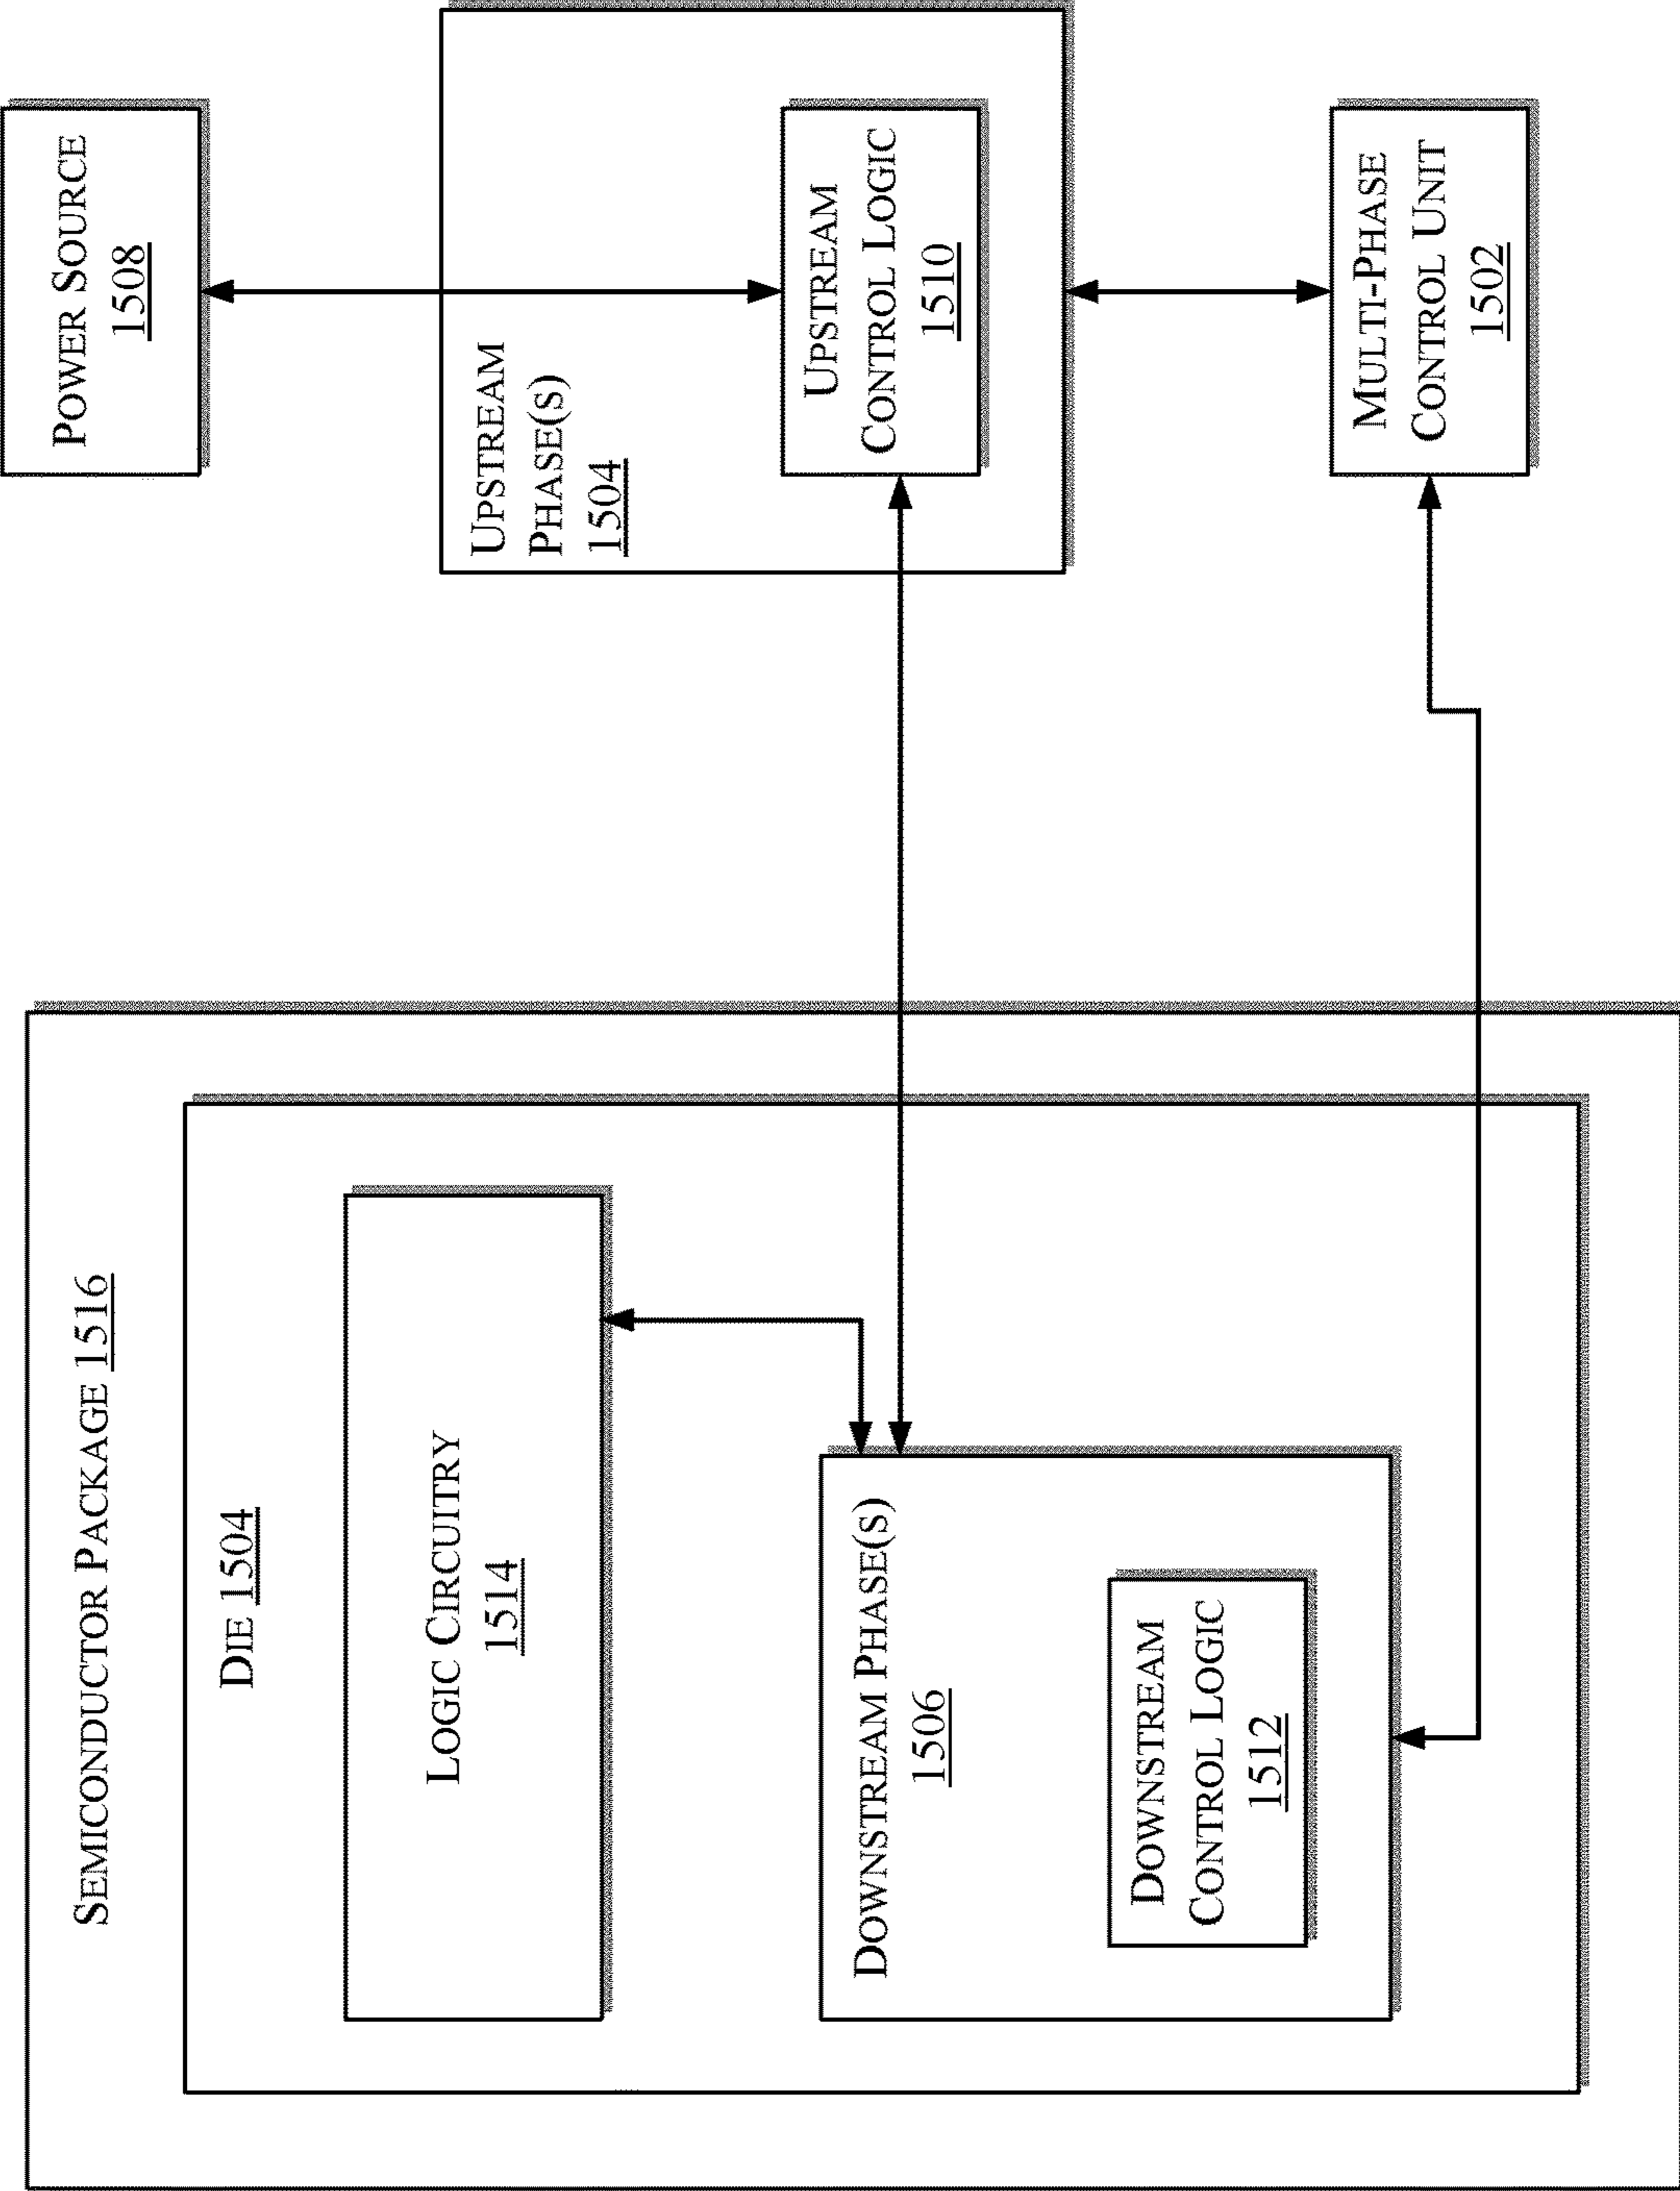 SEMICONDUCTOR PACKAGE 1516
DIE 1504
LOGIC CIRCUITRY
1514
DOWNSTREAM PHASE(S)
1506
DOWNSTREAM
CONTROL LOGIC
1512
POWER SOURCE
1508
UPSTREAM
PHASE(S)
1504
UPSTREAM
CONTROL LOGIC
1510
MULTI-PHASE
CONTROL UNIT
1502